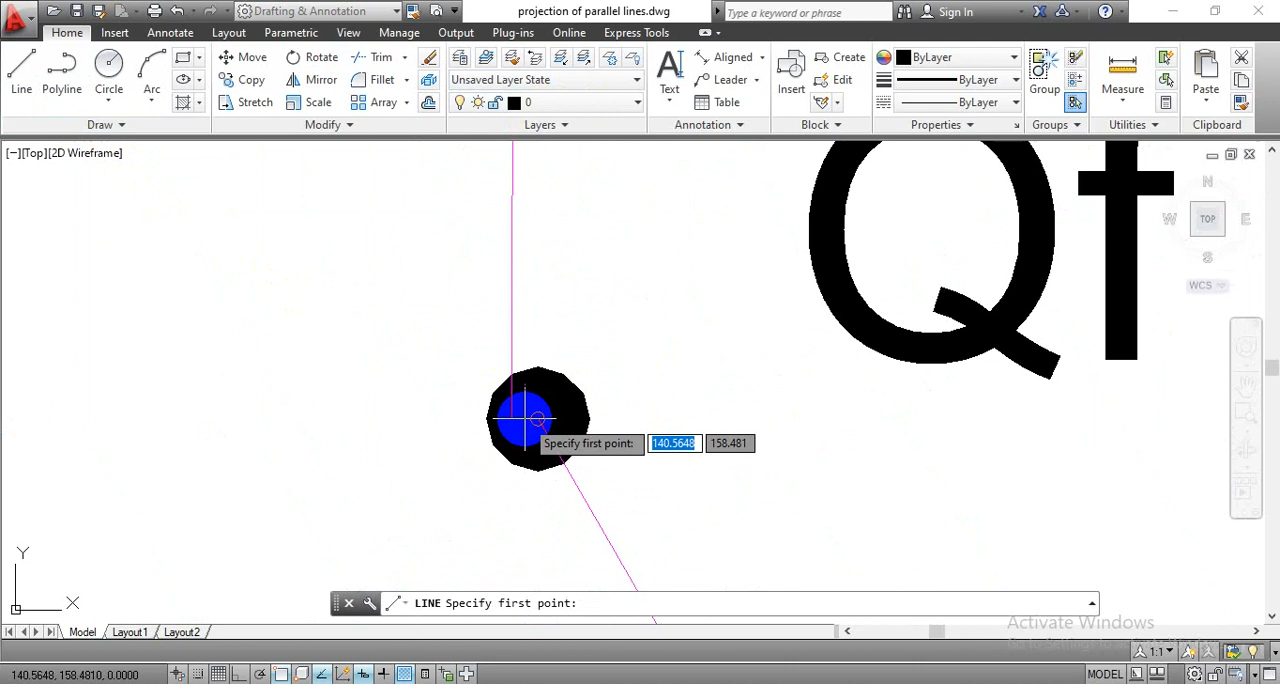 Drafting & Annotation
projection of parallel lines.dwg
Type a keyword or phrase
Sign In
Home Insert Annotate Layout Parametric View Manage Output Plug-ins Online Express Tools
Line Polyline Circle Arc
Move Rotate Trim
Copy Mirror Fillet
Stretch Scale Array
Unsaved Layer State
0
Text
Aligned
Leader
Table
Insert
Create
Edit
ByLayer
ByLayer
ByLayer
Group
Measure
Paste
Draw Modify Layers Annotation Block Properties Groups Utilities Clipboard
[−][Top][2D Wireframe]
N
W TOP E
S
WCS
Qt
Specify first point: 140.5648 158.481
Y
X
LINE Specify first point:
Activate Windows
Model Layout1 Layout2
1:1
140.5648, 158.4810, 0.0000
MODEL